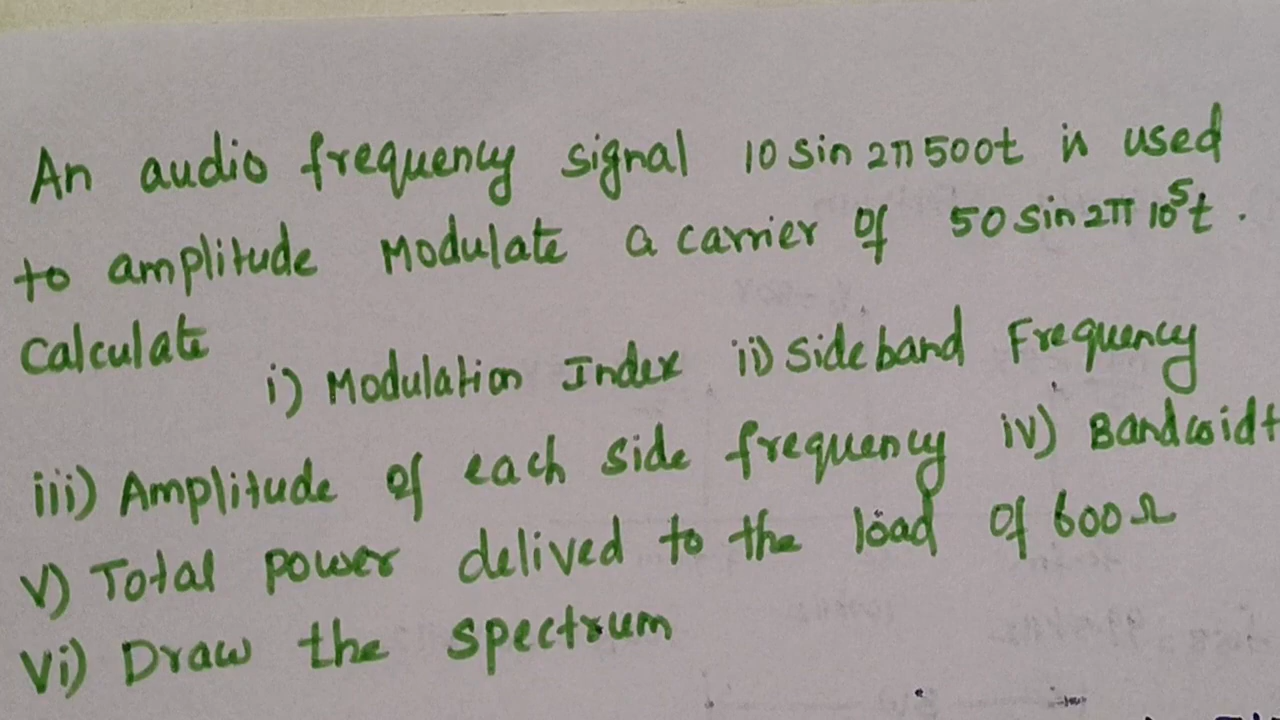 An audio frequency signal 10 sin 2π 500t is used
to amplitude Modulate a carrier of 50 sin 2π 10⁵t .
Calculate
i) Modulation Index ii) Sideband Frequency
iii) Amplitude of each side frequency iv) Bandwidt
v) Total power delived to the load of 600 Ω
vi) Draw the spectrum